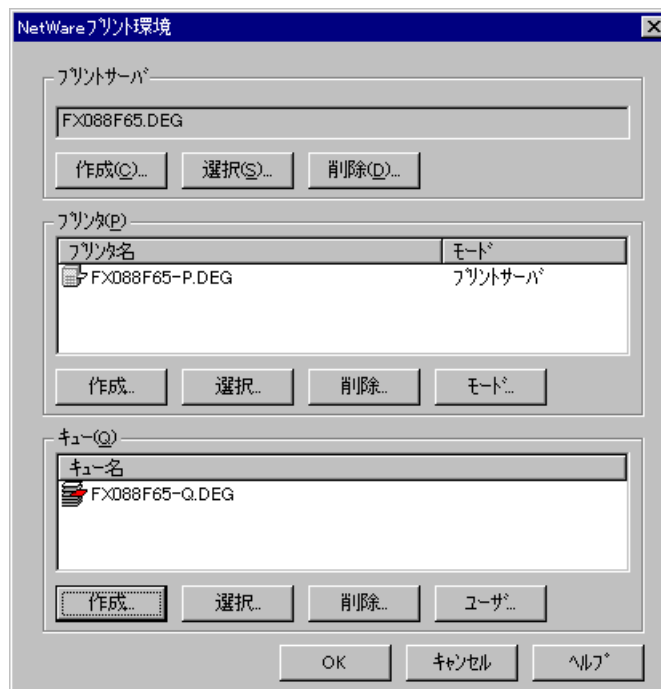 NetWareﾌﾟﾘﾝﾄ環境
ﾌﾟﾘﾝﾄｻｰﾊﾞ
FX088F65.DEG
作成(C)... 選択(S)... 削除(D)...
ﾌﾟﾘﾝﾀ(P)
ﾌﾟﾘﾝﾀ名 ﾓｰﾄﾞ
FX088F65-P.DEG ﾌﾟﾘﾝﾄｻｰﾊﾞ
作成... 選択... 削除... ﾓｰﾄﾞ...
ｷｭｰ(Q)
ｷｭｰ名
FX088F65-Q.DEG
作成... 選択... 削除... ﾕｰｻﾞ...
OK ｷｬﾝｾﾙ ﾍﾙﾌﾟ